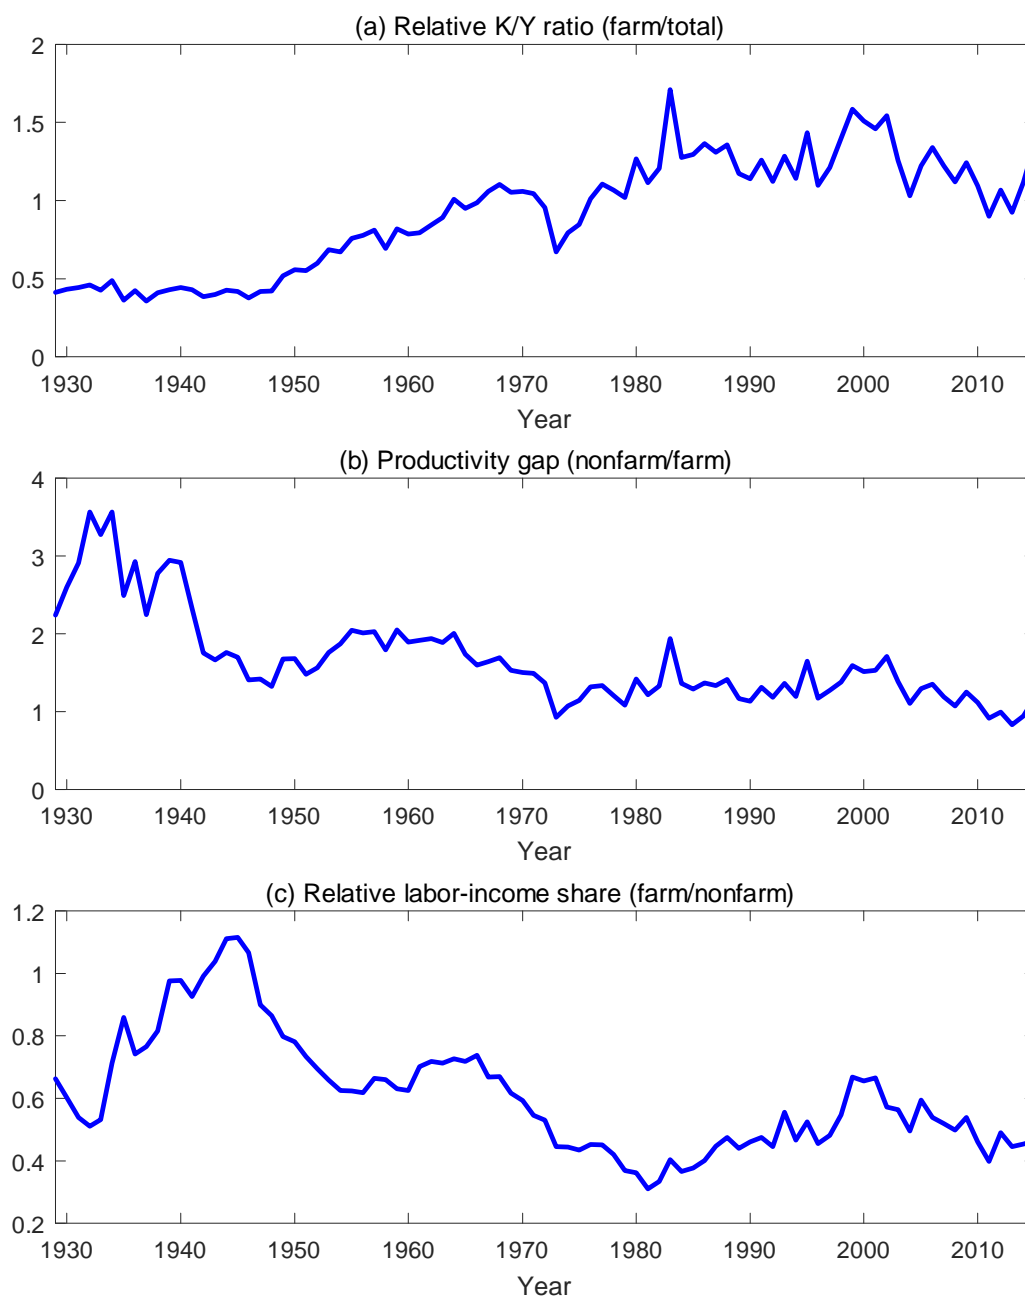 (a) Relative K/Y ratio (farm/total)
2
1.5
1
0.5
0
1930 1940 1950 1960 1970 1980 1990 2000 2010
Year
(b) Productivity gap (nonfarm/farm)
4
3
2
1
0
1930 1940 1950 1960 1970 1980 1990 2000 2010
Year
(c) Relative labor-income share (farm/nonfarm)
1.2
1
0.8
0.6
0.4
0.2
1930 1940 1950 1960 1970 1980 1990 2000 2010
Year